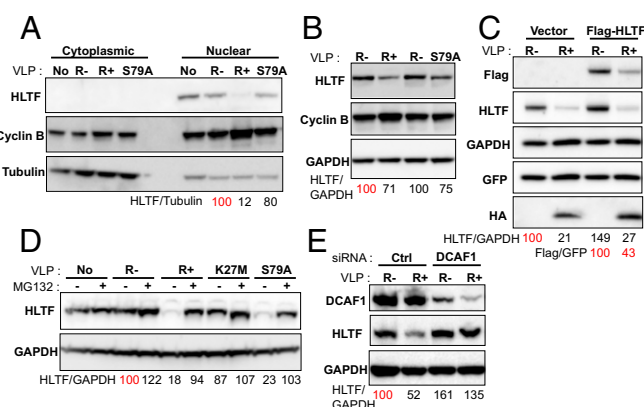 A
Cytoplasmic Nuclear
VLP : No R- R+ S79A No R- R+ S79A
HLTF
Cyclin B
Tubulin
HLTF/Tubulin 100 12 80
B
VLP : R- R+ R- S79A
HLTF
Cyclin B
GAPDH
HLTF/
GAPDH 100 71 100 75
C
Vector Flag-HLTF
VLP : R- R+ R- R+
Flag
HLTF
GAPDH
GFP
HA
HLTF/GAPDH 100 21 149 27
Flag/GFP 100 43
D
VLP : No R- R+ K27M S79A
MG132 - + - + - + - + - +
HLTF
GAPDH
HLTF/GAPDH 100 122 18 94 87 107 23 103
E
siRNA : Ctrl DCAF1
VLP : R- R+ R- R+
DCAF1
HLTF
GAPDH
HLTF/
GAPDH 100 52 161 135